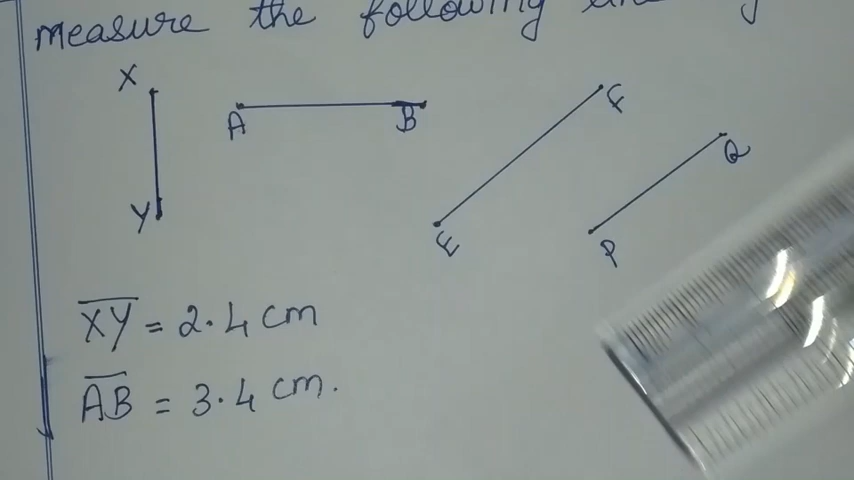 measure the following
X
A
B
F
Q
Y
E
P
XY = 2.4 cm
AB = 3.4 cm.